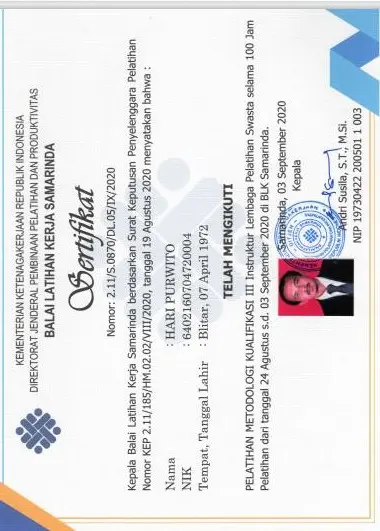 KEMENTERIAN KETENAGAKERJAAN REPUBLIK INDONESIA
DIREKTORAT JENDERAL PEMBINAAN PELATIHAN DAN PRODUKTIVITAS
BALAI LATIHAN KERJA SAMARINDA
Sertifikat
Nomor: 2.11/S.0870/DL.05/IX/2020
Kepala Balai Latihan Kerja Samarinda berdasarkan Surat Keputusan Penyelenggara Pelatihan
Nomor KEP 2.11/185/HM.02.02/VIII/2020, tanggal 19 Agustus 2020 menyatakan bahwa :
Nama : HARI PURWITO
NIK : 6402160704720004
Tempat, Tanggal Lahir : Blitar, 07 April 1972
TELAH MENGIKUTI
PELATIHAN METODOLOGI KUALIFIKASI III Instruktur Lembaga Pelatihan Swasta selama 100 Jam
Pelatihan dari tanggal 24 Agustus s.d. 03 September 2020 di BLK Samarinda.
Samarinda, 03 September 2020
Kepala
Andri Susila, S.T., M.Si.
NIP 19730422 200501 1 003